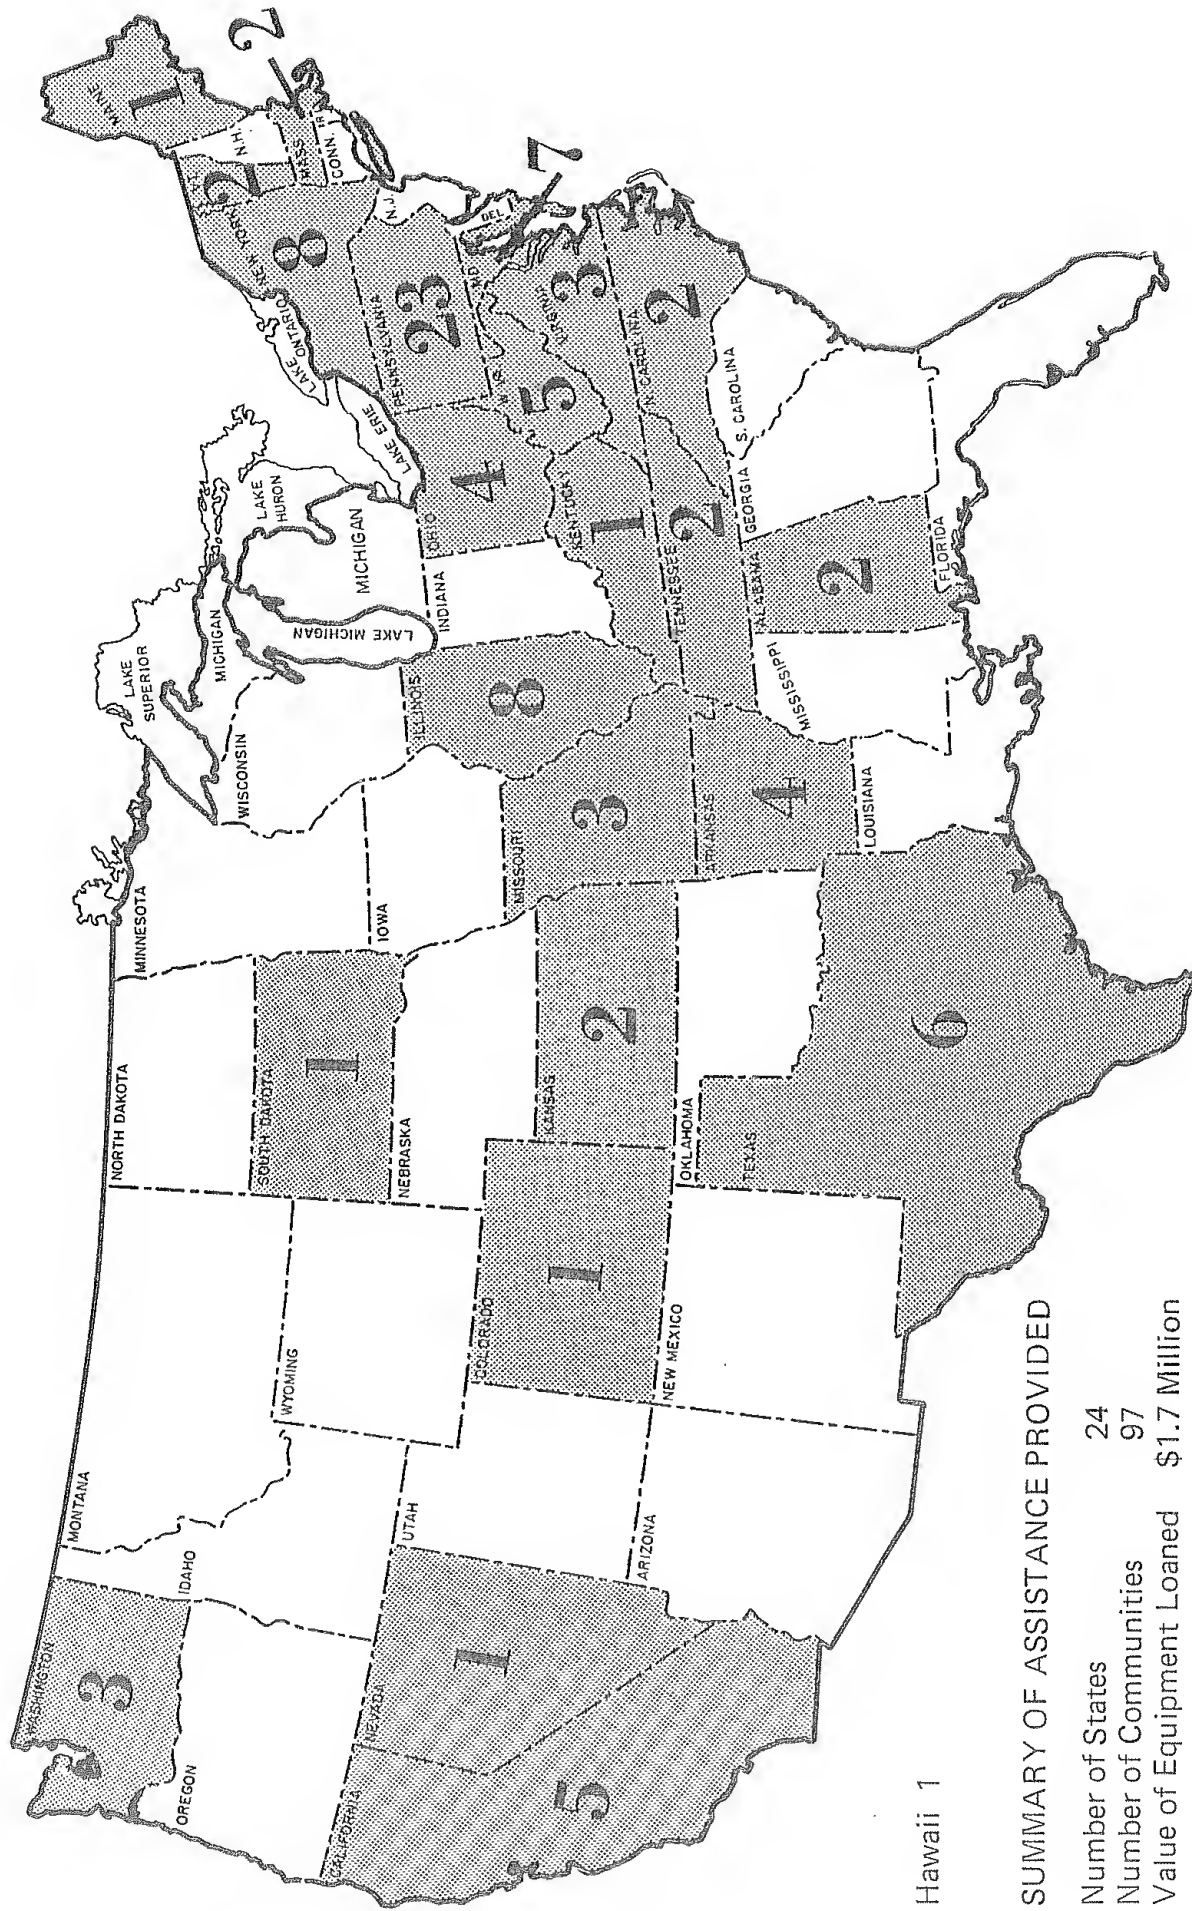 WASHINGTON
3
OREGON
CALIFORNIA
5
NEVADA
1
IDAHO
MONTANA
WYOMING
UTAH
ARIZONA
COLORADO
1
NEW MEXICO
NORTH DAKOTA
SOUTH DAKOTA
1
NEBRASKA
KANSAS
2
OKLAHOMA
TEXAS
6
MINNESOTA
IOWA
MISSOURI
3
ARKANSAS
4
LOUISIANA
WISCONSIN
LAKE
SUPERIOR
MICHIGAN
LAKE MICHIGAN
MICHIGAN
LAKE
HURON
ILLINOIS
8
INDIANA
OHIO
4
KENTUCKY
1
TENNESSEE
2
MISSISSIPPI
ALABAMA
2
GEORGIA
FLORIDA
S. CAROLINA
N. CAROLINA
2
VIRGINIA
3
W. VA
5
MD
7
DEL
PENNSYLVANIA
23
N.J.
LAKE ERIE
LAKE ONTARIO
NEW YORK
8
2
N.H.
MAINE
1
MASS
2
CONN.
Hawaii 1
SUMMARY OF ASSISTANCE PROVIDED
Number of States 24
Number of Communities 97
Value of Equipment Loaned $1.7 Million